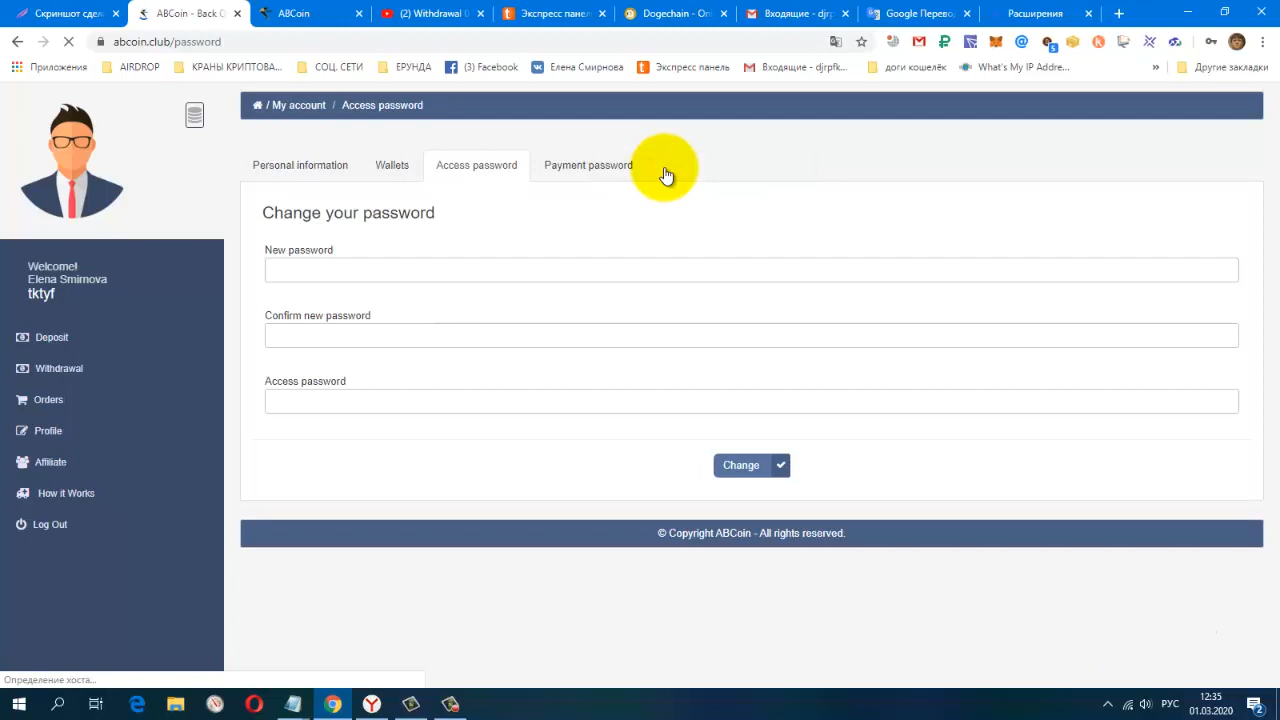 Скриншот сдел
ABCoin - Back O
ABCoin
(2) Withdrawal
Экспресс панел
Dogechain - Onl
Входящие - djrp
Google Перево
Расширения
abcoin.club/password
Приложения
AIRDROP
КРАНЫ КРИПТОВА...
СОЦ. СЕТИ
ЕРУНДА
(3) Facebook
Елена Смирнова
Экспресс панель
Входящие - djrpfk...
доги кошелёк
What's My IP Addre...
»
Другие закладки
/ My account / Access password
Personal information
Wallets
Access password
Payment password
Change your password
New password
Confirm new password
Access password
Change
© Copyright ABCoin - All rights reserved.
Welcome!
Elena Smirnova
tktyf
Deposit
Withdrawal
Orders
Profile
Affiliate
How it Works
Log Out
Определение хоста...
РУС
12:35
01.03.2020
2